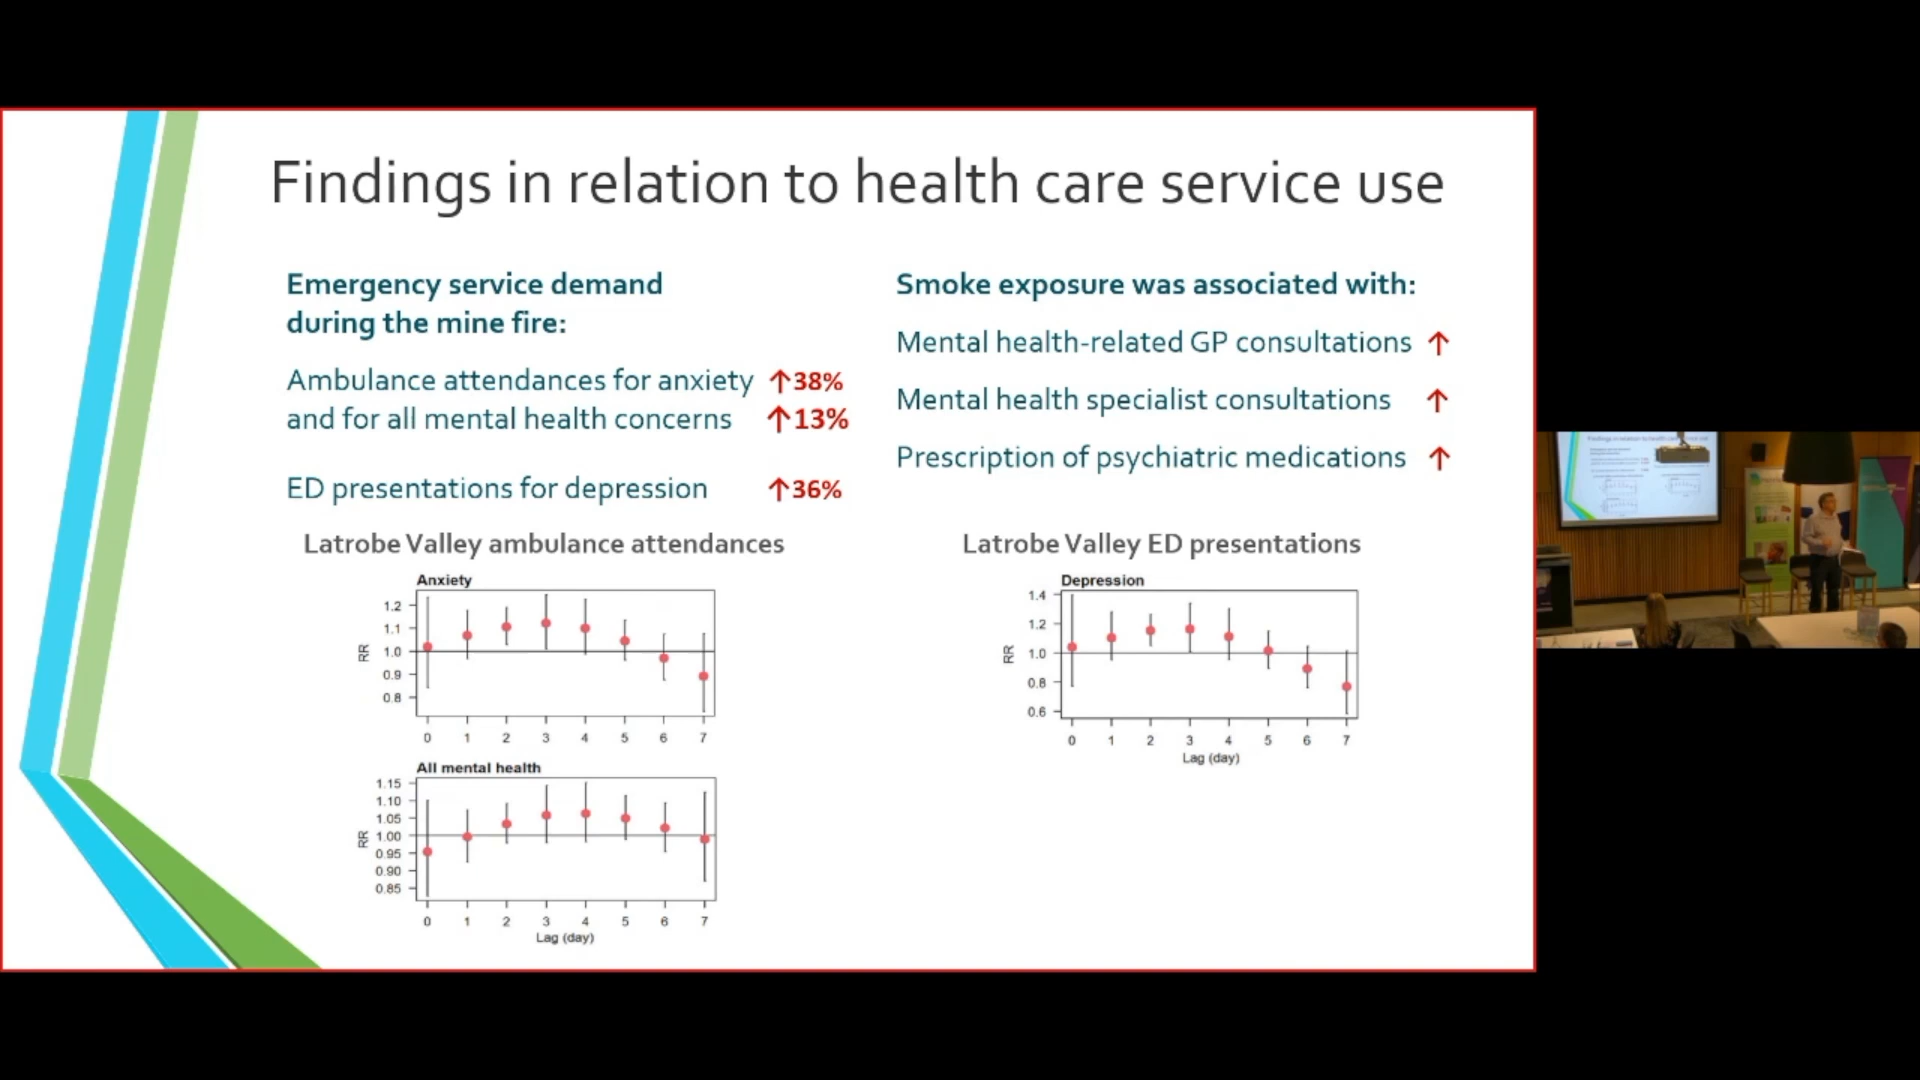 Findings in relation to health care service use
Emergency service demand
during the mine fire:
Ambulance attendances for anxiety ↑38%
and for all mental health concerns ↑13%
ED presentations for depression ↑36%
Smoke exposure was associated with:
Mental health-related GP consultations ↑
Mental health specialist consultations ↑
Prescription of psychiatric medications ↑
Latrobe Valley ambulance attendances
Anxiety
1.2
1.1
1.0
0.9
0.8
RR
0 1 2 3 4 5 6 7
All mental health
1.15
1.10
1.05
1.00
0.95
0.90
0.85
RR
0 1 2 3 4 5 6 7
Lag (day)
Latrobe Valley ED presentations
Depression
1.4
1.2
1.0
0.8
0.6
RR
0 1 2 3 4 5 6 7
Lag (day)